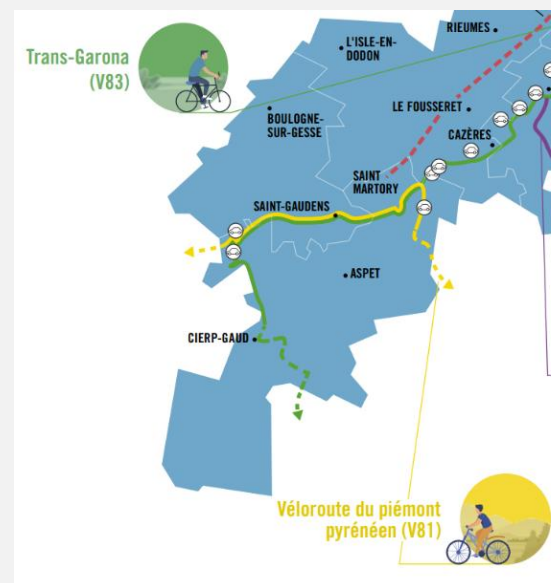 RIEUMES
Trans-Garona
(V83)
L'ISLE-EN-
DODON
LE FOUSSERET
BOULOGNE-
SUR-GESSE
CAZÈRES
SAINT
MARTORY
SAINT-GAUDENS
ASPET
CIERP-GAUD
Véloroute du piémont
pyrénéen (V81)